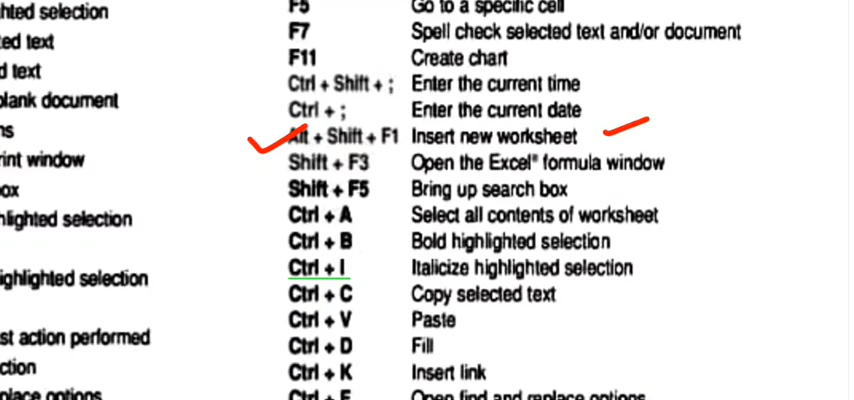 hted selection
ed text
d text
lank document
ns
rint window
ox
hlighted selection
ighlighted selection
st action performed
ction
place options
F5 Go to a specific cell
F7 Spell check selected text and/or document
F11 Create chart
Ctrl + Shift + ; Enter the current time
Ctrl + ; Enter the current date
Alt + Shift + F1 Insert new worksheet
Shift + F3 Open the Excel® formula window
Shift + F5 Bring up search box
Ctrl + A Select all contents of worksheet
Ctrl + B Bold highlighted selection
Ctrl + I Italicize highlighted selection
Ctrl + C Copy selected text
Ctrl + V Paste
Ctrl + D Fill
Ctrl + K Insert link
Ctrl + F Open find and replace options